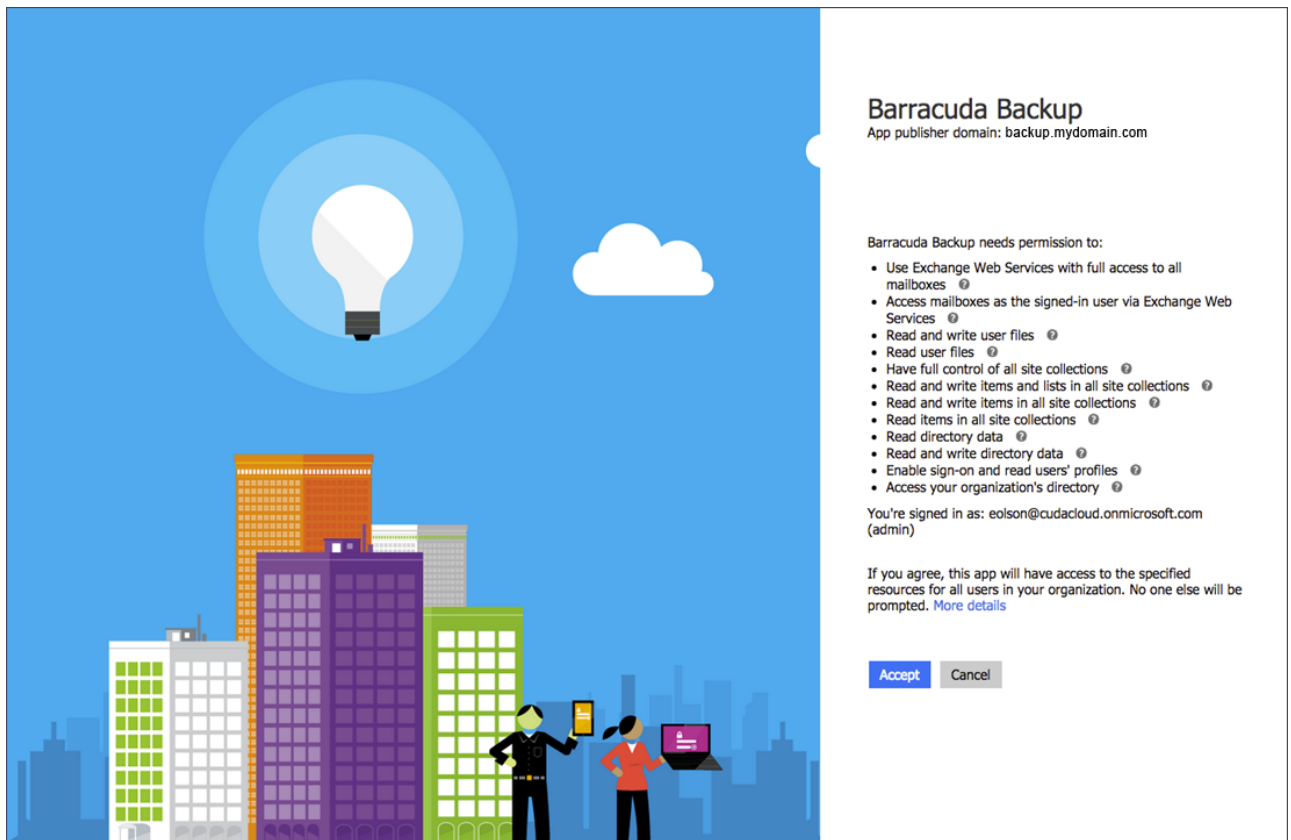 Barracuda Backup
App publisher domain: backup.mydomain.com
Barracuda Backup needs permission to:
• Use Exchange Web Services with full access to all
mailboxes
• Access mailboxes as the signed-in user via Exchange Web
Services
• Read and write user files
• Read user files
• Have full control of all site collections
• Read and write items and lists in all site collections
• Read and write items in all site collections
• Read items in all site collections
• Read directory data
• Read and write directory data
• Enable sign-on and read users' profiles
• Access your organization's directory
You're signed in as: eolson@cudacloud.onmicrosoft.com
(admin)
If you agree, this app will have access to the specified
resources for all users in your organization. No one else will be
prompted. More details
Accept Cancel